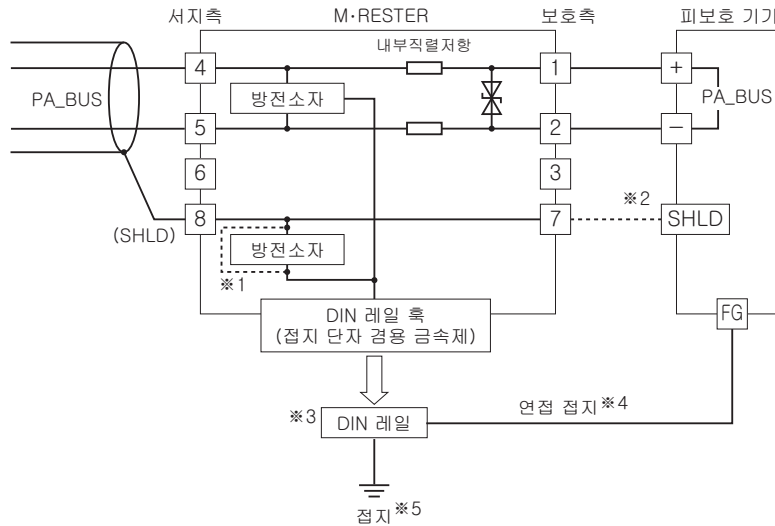 서지측
M·RESTER
보호측
피보호 기기
내부직렬저항
4
1
+
방전소자
PA_BUS
PA_BUS
5
2
−
6
3
※2
8
7
SHLD
(SHLD)
방전소자
※1
DIN 레일 훅
(접지 단자 겸용 금속제)
FG
연접 접지※4
※3
DIN 레일
접지※5